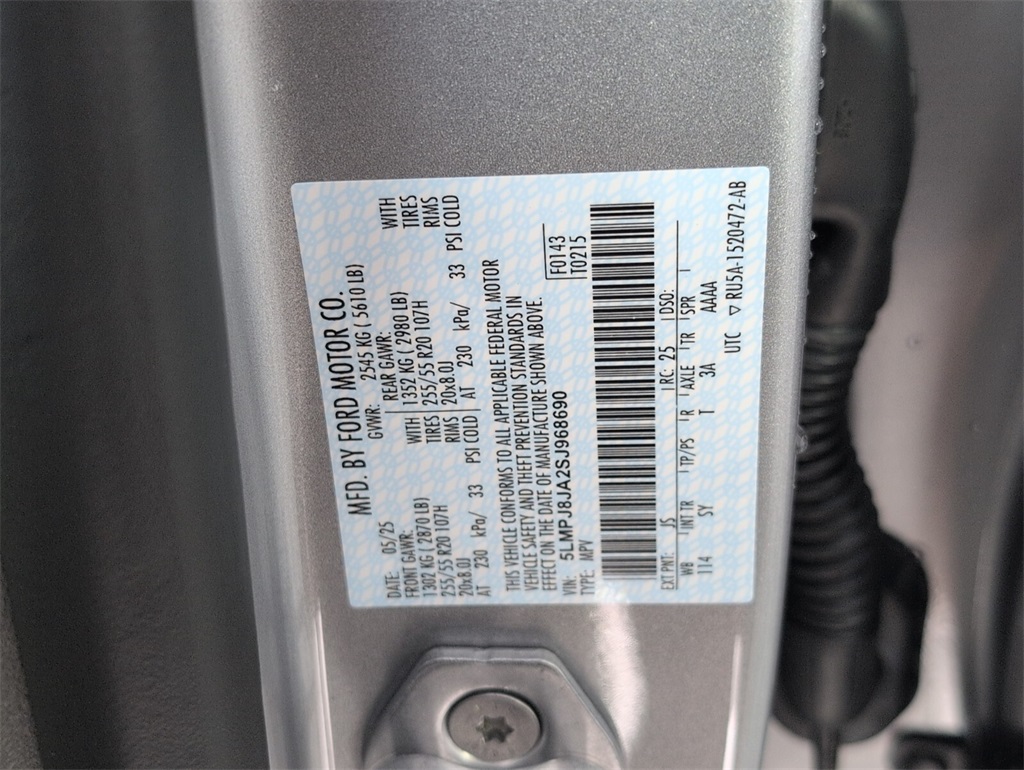 MFD. BY FORD MOTOR CO.
DATE: 05/25 GVWR: 2545 KG ( 5610 LB)
FRONT GAWR: REAR GAWR:
1302 KG ( 2870 LB) WITH 1352 KG ( 2980 LB) WITH
255/55 R20 107H TIRES 255/55 R20 107H TIRES
20x8.0J RIMS 20x8.0J RIMS
AT 230 kPa/ 33 PSI COLD AT 230 kPa/ 33 PSI COLD
THIS VEHICLE CONFORMS TO ALL APPLICABLE FEDERAL MOTOR
VEHICLE SAFETY AND THEFT PREVENTION STANDARDS IN
EFFECT ON THE DATE OF MANUFACTURE SHOWN ABOVE.
VIN: 5LMPJ8JA2SJ968690 F0143
TYPE: MPV T0215
EXT PNT: JS RC: 25 DSO:
WB INT TR TP/PS R AXLE TR SPR
114 SY T 3A AAAA
UTC ▽ RU5A-1520472-AB